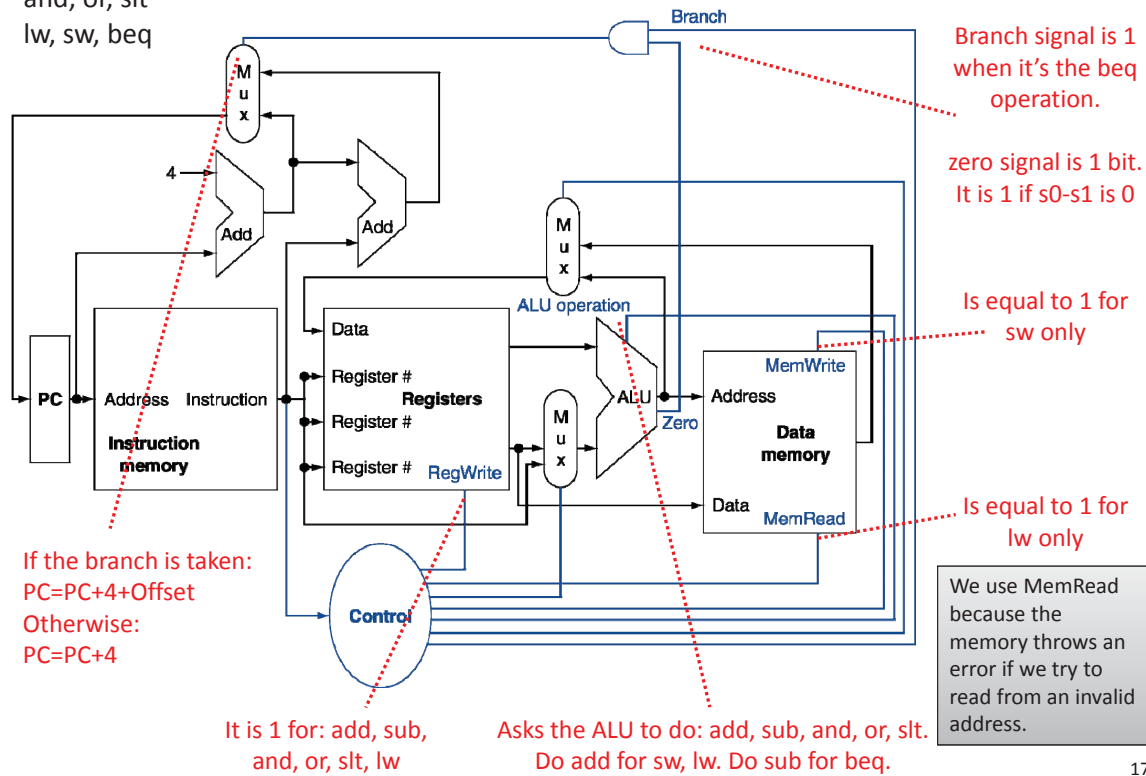 and, or, slt
lw, sw, beq
Branch
Branch signal is 1
when it's the beq
operation.
zero signal is 1 bit.
It is 1 if s0-s1 is 0
M
u
x
4
Add
Add
M
u
x
ALU operation
Is equal to 1 for
sw only
Data
Register #
Registers
Register #
Register #
RegWrite
PC
Address
Instruction
Instruction
memory
M
u
x
ALU
Zero
MemWrite
Address
Data
memory
Data
MemRead
Is equal to 1 for
lw only
If the branch is taken:
PC=PC+4+Offset
Otherwise:
PC=PC+4
Control
We use MemRead
because the
memory throws an
error if we try to
read from an invalid
address.
It is 1 for: add, sub,
and, or, slt, lw
Asks the ALU to do: add, sub, and, or, slt.
Do add for sw, lw. Do sub for beq.
17